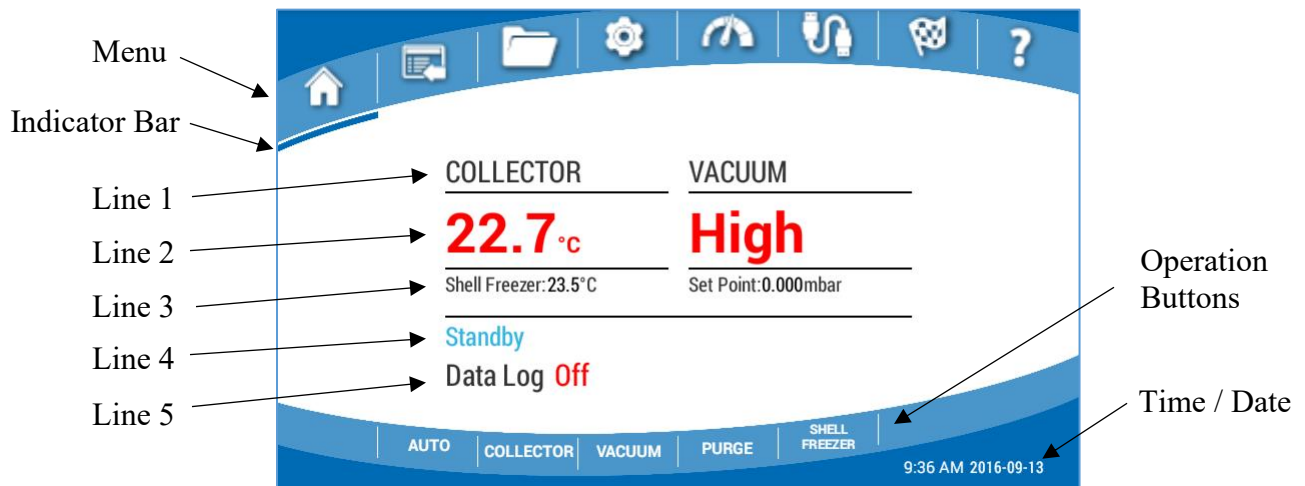 Menu
Indicator Bar
?
COLLECTOR VACUUM
Line 1
22.7°C High
Line 2
Shell Freezer:23.5°C Set Point:0.000mbar
Line 3
Operation
Buttons
Standby
Line 4
Data Log Off
Line 5
Time / Date
AUTO COLLECTOR VACUUM PURGE SHELL FREEZER
9:36 AM 2016-09-13